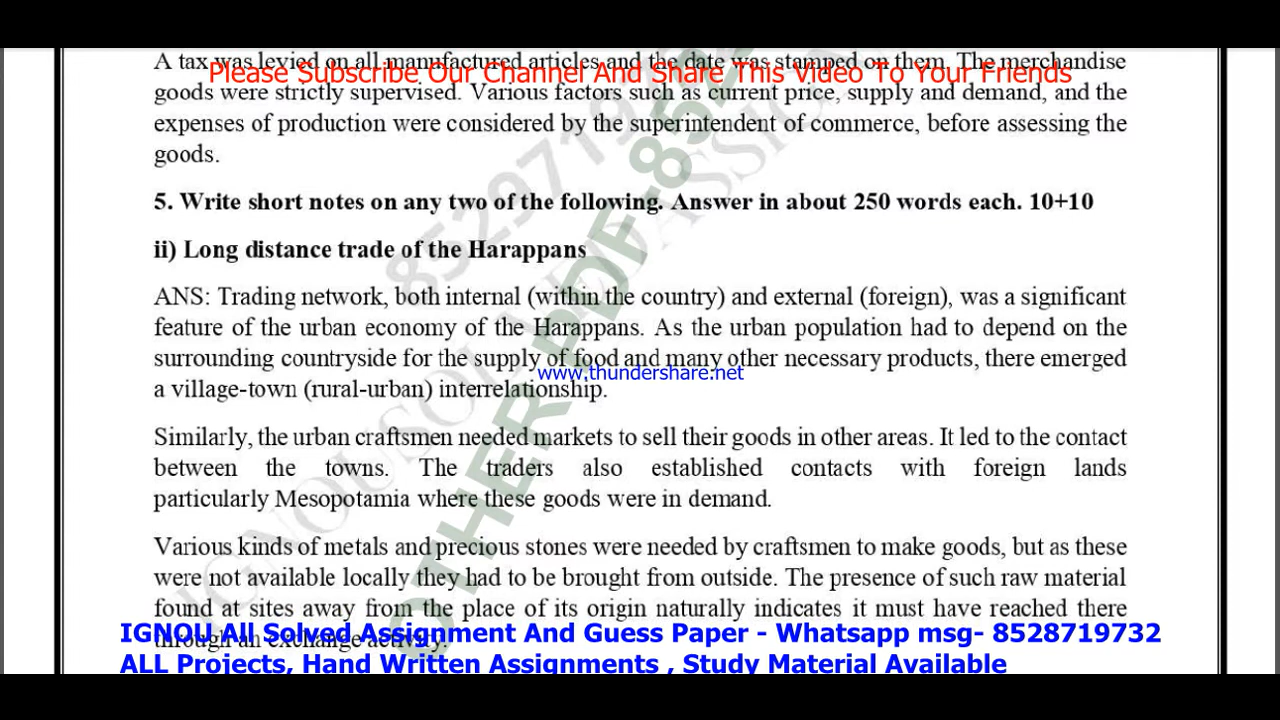 A tax was levied on all manufactured articles and the date was stamped on them. The merchandise
Please Subscribe Our Channel And Share This Video To Your Friends
goods were strictly supervised. Various factors such as current price, supply and demand, and the
expenses of production were considered by the superintendent of commerce, before assessing the
goods.
5. Write short notes on any two of the following. Answer in about 250 words each. 10+10
ii) Long distance trade of the Harappans
ANS: Trading network, both internal (within the country) and external (foreign), was a significant
feature of the urban economy of the Harappans. As the urban population had to depend on the
surrounding countryside for the supply of food and many other necessary products, there emerged
www.thundershare.net
a village-town (rural-urban) interrelationship.
Similarly, the urban craftsmen needed markets to sell their goods in other areas. It led to the contact
between the towns. The traders also established contacts with foreign lands
particularly Mesopotamia where these goods were in demand.
Various kinds of metals and precious stones were needed by craftsmen to make goods, but as these
were not available locally they had to be brought from outside. The presence of such raw material
found at sites away from the place of its origin naturally indicates it must have reached there
through an exchange activity.
IGNOU All Solved Assignment And Guess Paper - Whatsapp msg- 8528719732
ALL Projects, Hand Written Assignments , Study Material Available